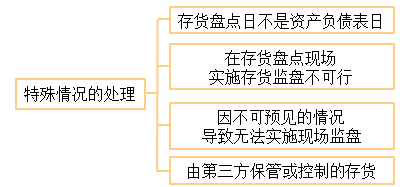 特殊情况的处理
存货盘点日不是资产负债表日
在存货盘点现场
实施存货监盘不可行
因不可预见的情况
导致无法实施现场监盘
由第三方保管或控制的存货